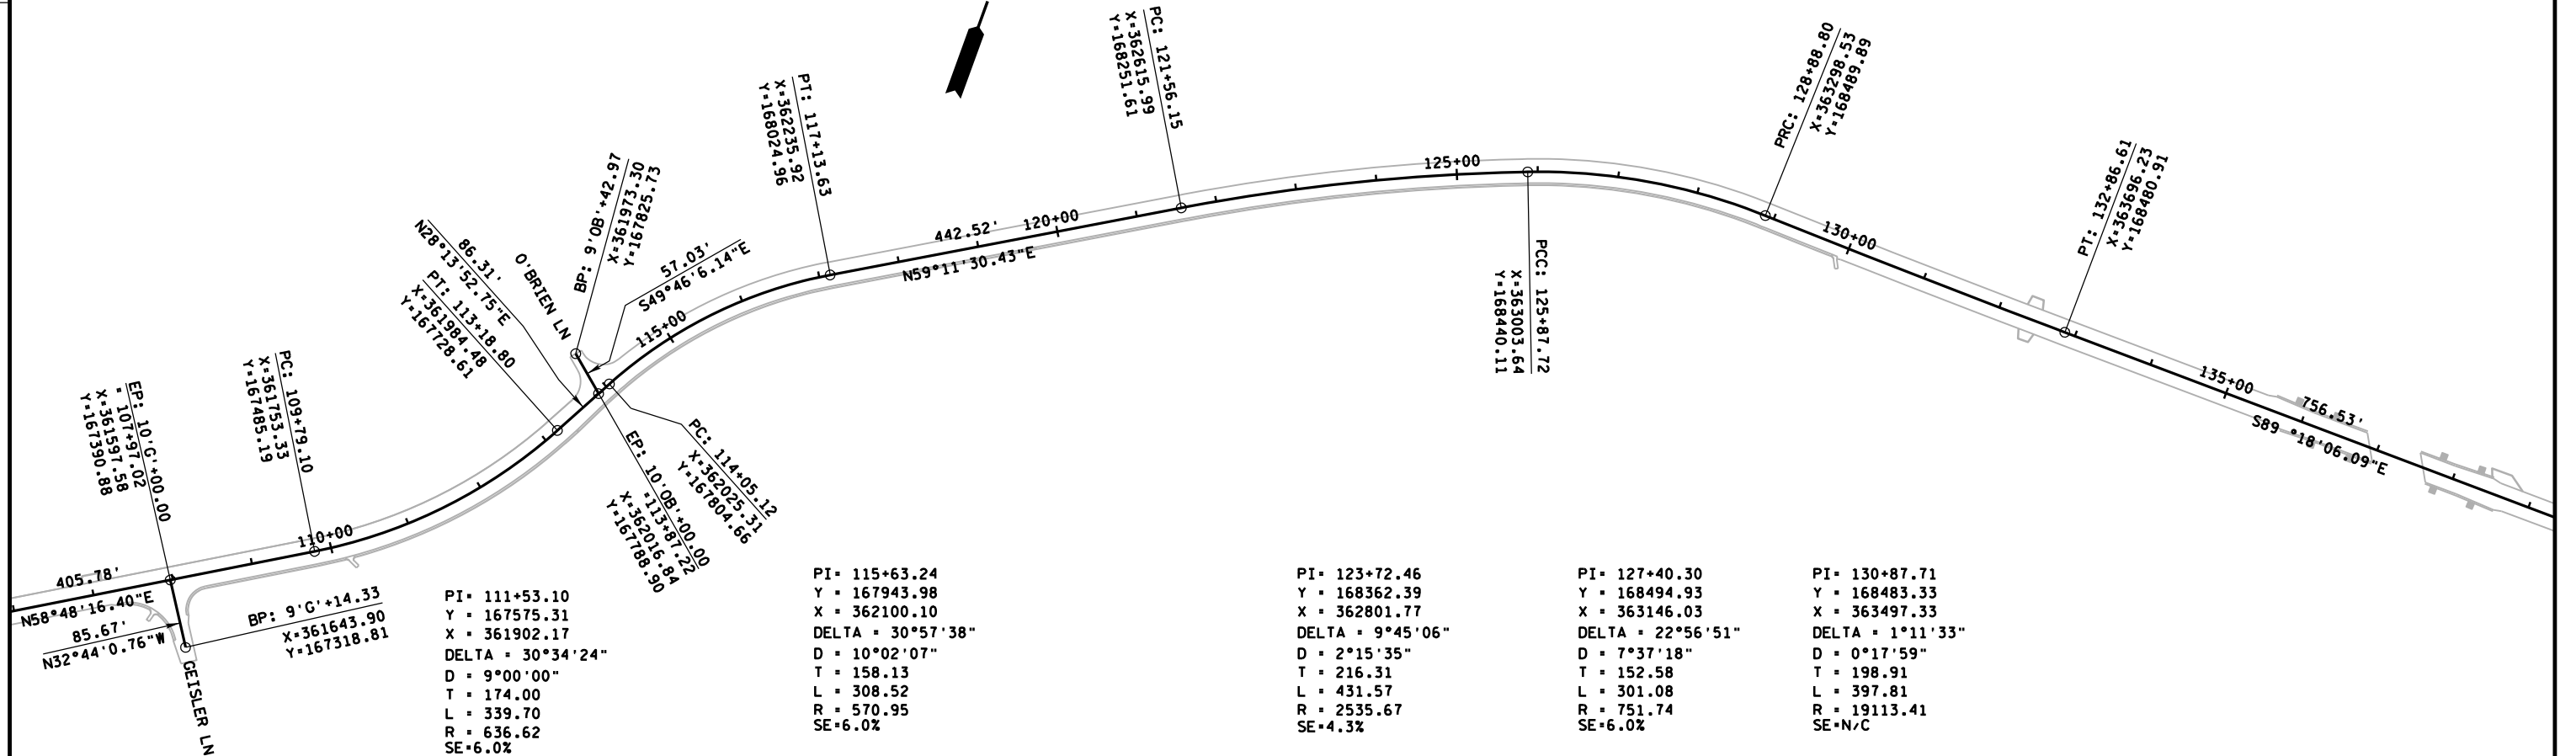 EP: 10'G'+00.00
= 107+97.02
X=361597.58
Y=167390.88
PC: 109+79.10
X=361753.33
Y=167485.19
N28°13'52.75"E
86.31'
PT: 113+18.80
X=361984.48
Y=167728.61
O'BRIEN LN
BP: 9'OB'+42.97
X=361973.30
Y=167825.73
57.03'
S49°46'6.14"E
PT: 117+13.63
X=362235.92
Y=168024.96
PC: 121+56.15
X=362615.99
Y=168251.61
442.52'
120+00
N59°11'30.43"E
115+00
125+00
PCC: 125+87.72
X=363003.64
Y=168440.11
PRC: 128+88.80
X=363298.53
Y=168489.89
130+00
PT: 132+86.61
X=363696.23
Y=168480.91
135+00
756.53'
S89 °18'06.09"E
PC: 114+05.12
X=362025.31
Y=167804.66
EP: 10'OB'+00.00
=113+87.22
X=362016.84
Y=167788.90
110+00
405.78'
N58°48'16.40"E
85.67'
N32°44'0.76"W
BP: 9'G'+14.33
X=361643.90
Y=167318.81
GEISLER LN
PI= 111+53.10
Y = 167575.31
X = 361902.17
DELTA = 30°34'24"
D = 9°00'00"
T = 174.00
L = 339.70
R = 636.62
SE=6.0%
PI= 115+63.24
Y = 167943.98
X = 362100.10
DELTA = 30°57'38"
D = 10°02'07"
T = 158.13
L = 308.52
R = 570.95
SE=6.0%
PI= 123+72.46
Y = 168362.39
X = 362801.77
DELTA = 9°45'06"
D = 2°15'35"
T = 216.31
L = 431.57
R = 2535.67
SE=4.3%
PI= 127+40.30
Y = 168494.93
X = 363146.03
DELTA = 22°56'51"
D = 7°37'18"
T = 152.58
L = 301.08
R = 751.74
SE=6.0%
PI= 130+87.71
Y = 168483.33
X = 363497.33
DELTA = 1°11'33"
D = 0°17'59"
T = 198.91
L = 397.81
R = 19113.41
SE=N/C